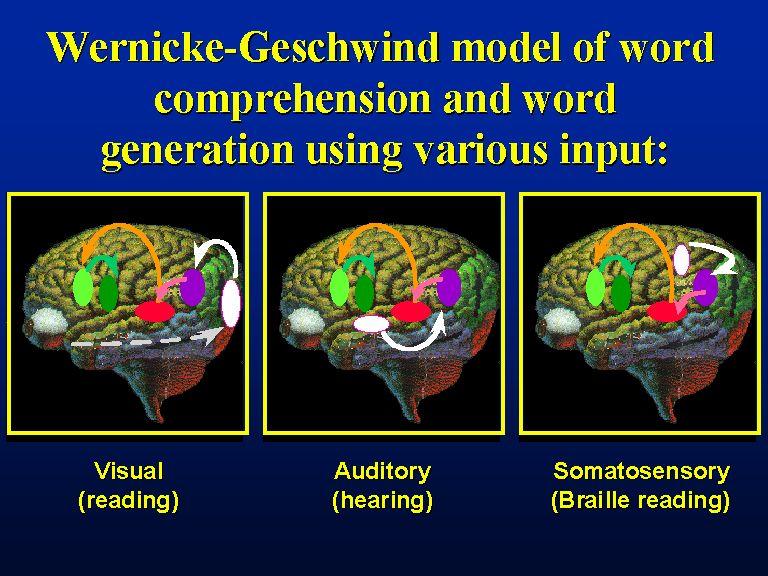 Wernicke-Geschwind model of word
comprehension and word
generation using various input:
Visual
(reading)
Auditory
(hearing)
Somatosensory
(Braille reading)